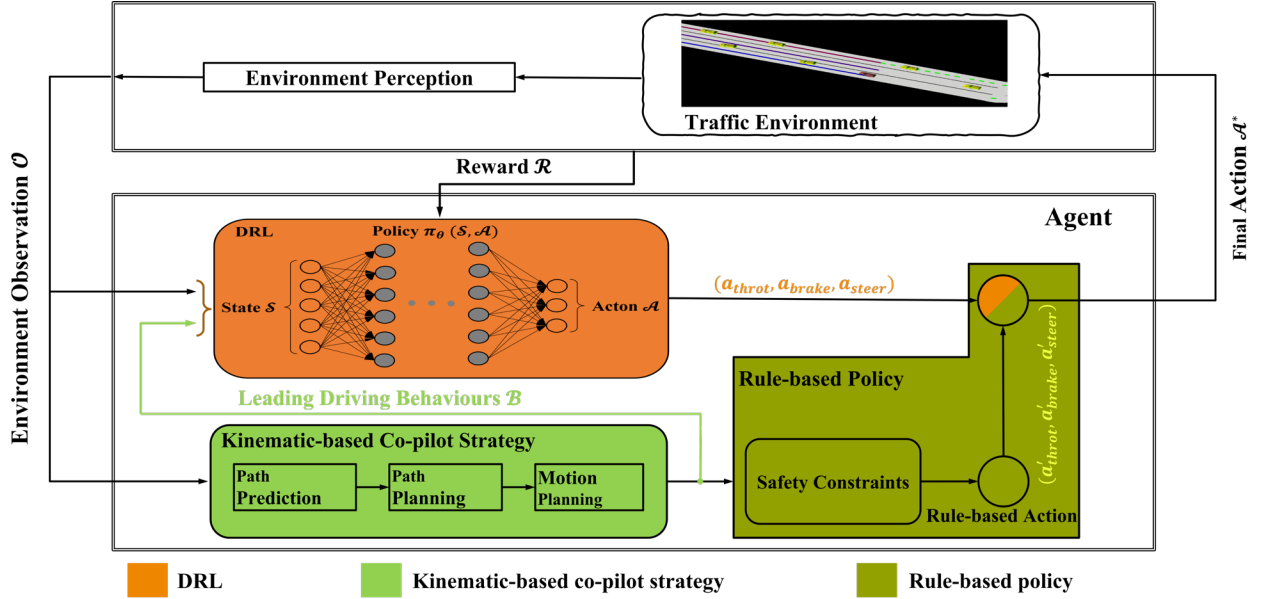 Environment Perception
Traffic Environment
Reward ℛ
Environment Observation 𝒪
Final Action 𝒜*
Agent
DRL
Policy π_θ (𝒮, 𝒜)
State 𝒮
Acton 𝒜
(a_throt, a_brake, a_steer)
Leading Driving Behaviours ℬ
Kinematic-based Co-pilot Strategy
Path
Prediction
Path
Planning
Motion
Planning
Rule-based Policy
Safety Constraints
Rule-based Action
(a'_throt, a'_brake, a'_steer)
DRL
Kinematic-based co-pilot strategy
Rule-based policy